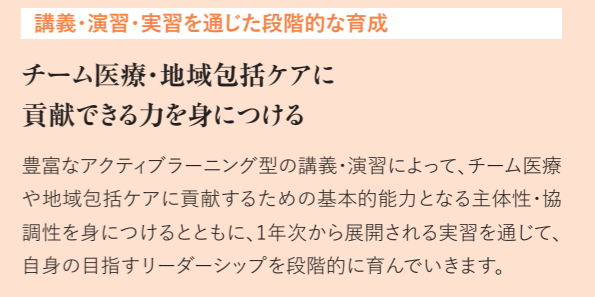 講義・演習・実習を通じた段階的な育成
チーム医療・地域包括ケアに
貢献できる力を身につける
豊富なアクティブラーニング型の講義・演習によって、チーム医療
や地域包括ケアに貢献するための基本的能力となる主体性・協
調性を身につけるとともに、1年次から展開される実習を通じて、
自身の目指すリーダーシップを段階的に育んでいきます。